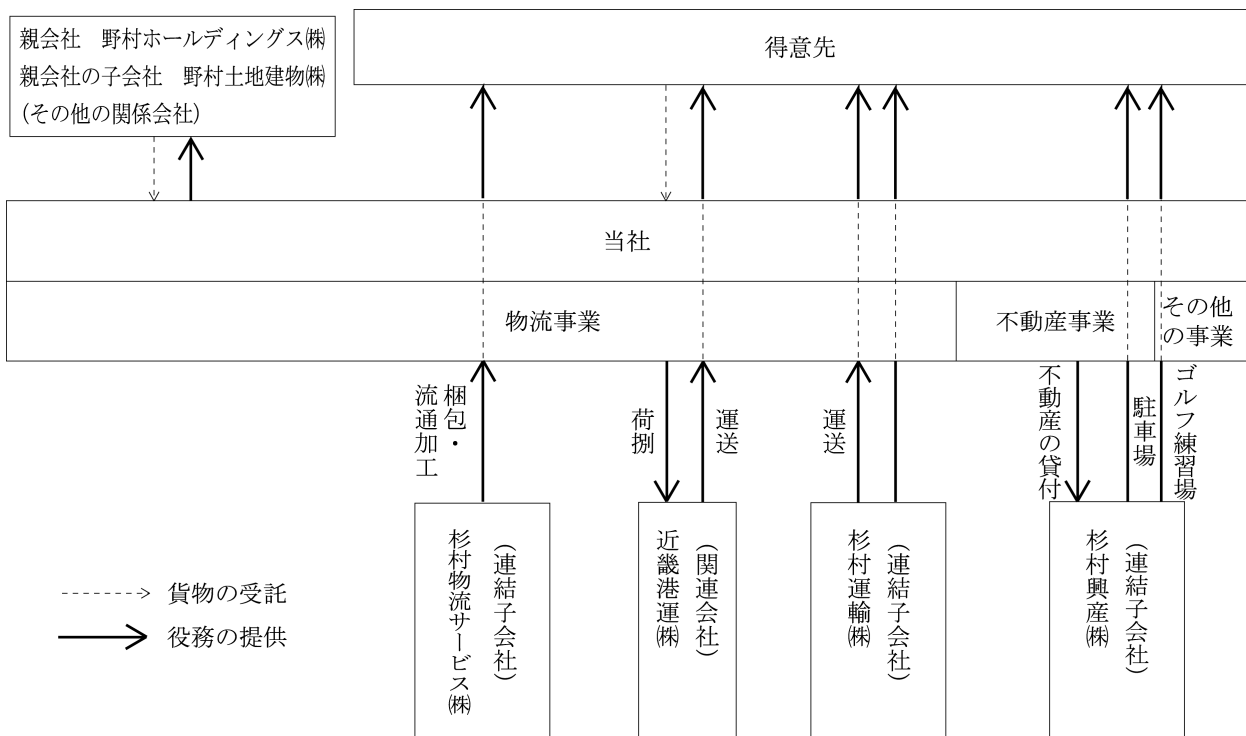 親会社　野村ホールディングス㈱
親会社の子会社　野村土地建物㈱
(その他の関係会社)
得意先
当社
物流事業
不動産事業
その他
の事業
梱包・
流通加工
荷捌
運送
運送
不動産の貸付
駐車場
ゴルフ練習場
(連結子会社)
杉村物流サービス㈱
(関連会社)
近畿港運㈱
(連結子会社)
杉村運輸㈱
(連結子会社)
杉村興産㈱
貨物の受託
役務の提供